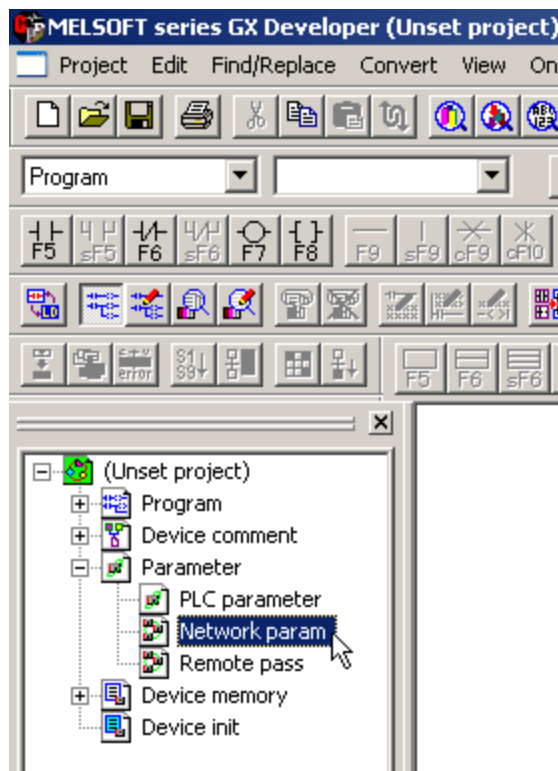 MELSOFT series GX Developer (Unset project)
Project Edit Find/Replace Convert View On
Program
F5 sF5 F6 sF6 F7 F8 F9 sF9 cF9 cF10
error
F5 F6 sF6
(Unset project)
Program
Device comment
Parameter
PLC parameter
Network param
Remote pass
Device memory
Device init